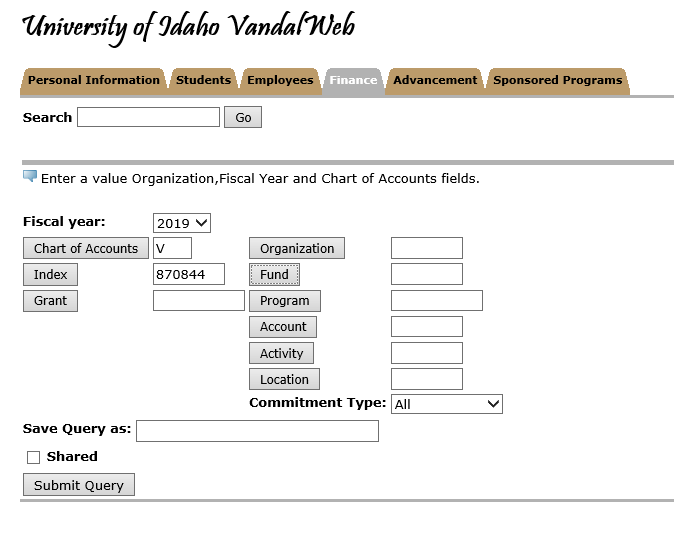 University of Idaho VandalWeb
Personal Information Students Employees Finance Advancement Sponsored Programs
Search Go
Enter a value Organization,Fiscal Year and Chart of Accounts fields.
Fiscal year: 2019
Chart of Accounts V Organization
Index 870844 Fund
Grant Program
Account
Activity
Location
Commitment Type: All
Save Query as:
Shared
Submit Query